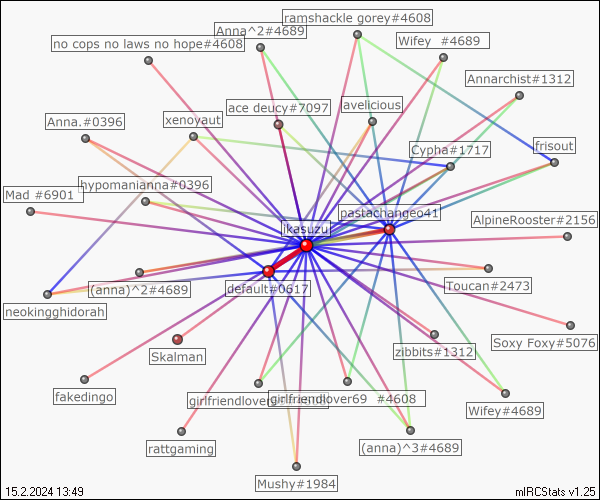 ramshackle gorey#4608
Anna^2#4689
no cops no laws no hope#4608
Wifey  #4689
Annarchist#1312
ace deucy#7097
avelicious
Anna.#0396
xenoyaut
Cypha#1717
frisout
hypomanianna#0396
Mad #6901
pastachangeo41
AlpineRooster#2156
ikasuzu
(anna)^2#4689
default#0617
Toucan#2473
neokingghidorah
Skalman
zibbits#1312
Soxy Foxy#5076
fakedingo
girlfriendlover
girlfriendlover69  #4608
Wifey#4689
rattgaming
(anna)^3#4689
Mushy#1984
15.2.2024 13:49
mIRCStats v1.25